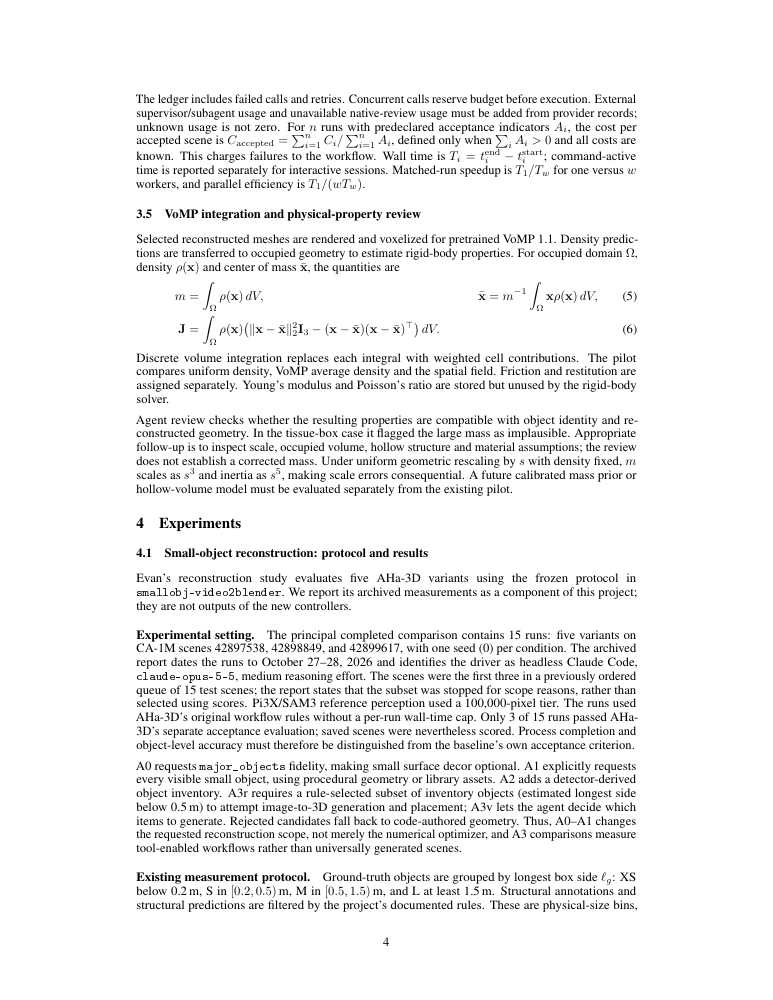 The ledger includes failed calls and retries. Concurrent calls reserve budget before execution. External
supervisor/subagent usage and unavailable native-review usage must be added from provider records;
unknown usage is not zero. For n runs with predeclared acceptance indicators A_i, the cost per
accepted scene is C_accepted = ∑_{i=1}^n C_i / ∑_{i=1}^n A_i, defined only when ∑_i A_i > 0 and all costs are
known. This charges failures to the workflow. Wall time is T_i = t_i^end − t_i^start; command-active
time is reported separately for interactive sessions. Matched-run speedup is T_1/T_w for one versus w
workers, and parallel efficiency is T_1/(wT_w).
3.5 VoMP integration and physical-property review
Selected reconstructed meshes are rendered and voxelized for pretrained VoMP 1.1. Density predic-
tions are transferred to occupied geometry to estimate rigid-body properties. For occupied domain Ω,
density ρ(x) and center of mass x̄, the quantities are
m = ∫_Ω ρ(x) dV, x̄ = m^{−1} ∫_Ω xρ(x) dV, (5)
J = ∫_Ω ρ(x)(‖x − x̄‖_2^2 I_3 − (x − x̄)(x − x̄)^⊤) dV. (6)
Discrete volume integration replaces each integral with weighted cell contributions. The pilot
compares uniform density, VoMP average density and the spatial field. Friction and restitution are
assigned separately. Young's modulus and Poisson's ratio are stored but unused by the rigid-body
solver.
Agent review checks whether the resulting properties are compatible with object identity and re-
constructed geometry. In the tissue-box case it flagged the large mass as implausible. Appropriate
follow-up is to inspect scale, occupied volume, hollow structure and material assumptions; the review
does not establish a corrected mass. Under uniform geometric rescaling by s with density fixed, m
scales as s^3 and inertia as s^5, making scale errors consequential. A future calibrated mass prior or
hollow-volume model must be evaluated separately from the existing pilot.
4 Experiments
4.1 Small-object reconstruction: protocol and results
Evan's reconstruction study evaluates five AHa-3D variants using the frozen protocol in
smallobj-video2blender. We report its archived measurements as a component of this project;
they are not outputs of the new controllers.
Experimental setting. The principal completed comparison contains 15 runs: five variants on
CA-1M scenes 42897538, 42898849, and 42899617, with one seed (0) per condition. The archived
report dates the runs to October 27–28, 2026 and identifies the driver as headless Claude Code,
claude-opus-5-5, medium reasoning effort. The scenes were the first three in a previously ordered
queue of 15 test scenes; the report states that the subset was stopped for scope reasons, rather than
selected using scores. Pi3X/SAM3 reference perception used a 100,000-pixel tier. The runs used
AHa-3D's original workflow rules without a per-run wall-time cap. Only 3 of 15 runs passed AHa-
3D's separate acceptance evaluation; saved scenes were nevertheless scored. Process completion and
object-level accuracy must therefore be distinguished from the baseline's own acceptance criterion.
A0 requests major_objects fidelity, making small surface decor optional. A1 explicitly requests
every visible small object, using procedural geometry or library assets. A2 adds a detector-derived
object inventory. A3r requires a rule-selected subset of inventory objects (estimated longest side
below 0.5 m) to attempt image-to-3D generation and placement; A3v lets the agent decide which
items to generate. Rejected candidates fall back to code-authored geometry. Thus, A0–A1 changes
the requested reconstruction scope, not merely the numerical optimizer, and A3 comparisons measure
tool-enabled workflows rather than universally generated scenes.
Existing measurement protocol. Ground-truth objects are grouped by longest box side ℓ_g: XS
below 0.2 m, S in [0.2, 0.5) m, M in [0.5, 1.5) m, and L at least 1.5 m. Structural annotations and
structural predictions are filtered by the project's documented rules. These are physical-size bins,
4